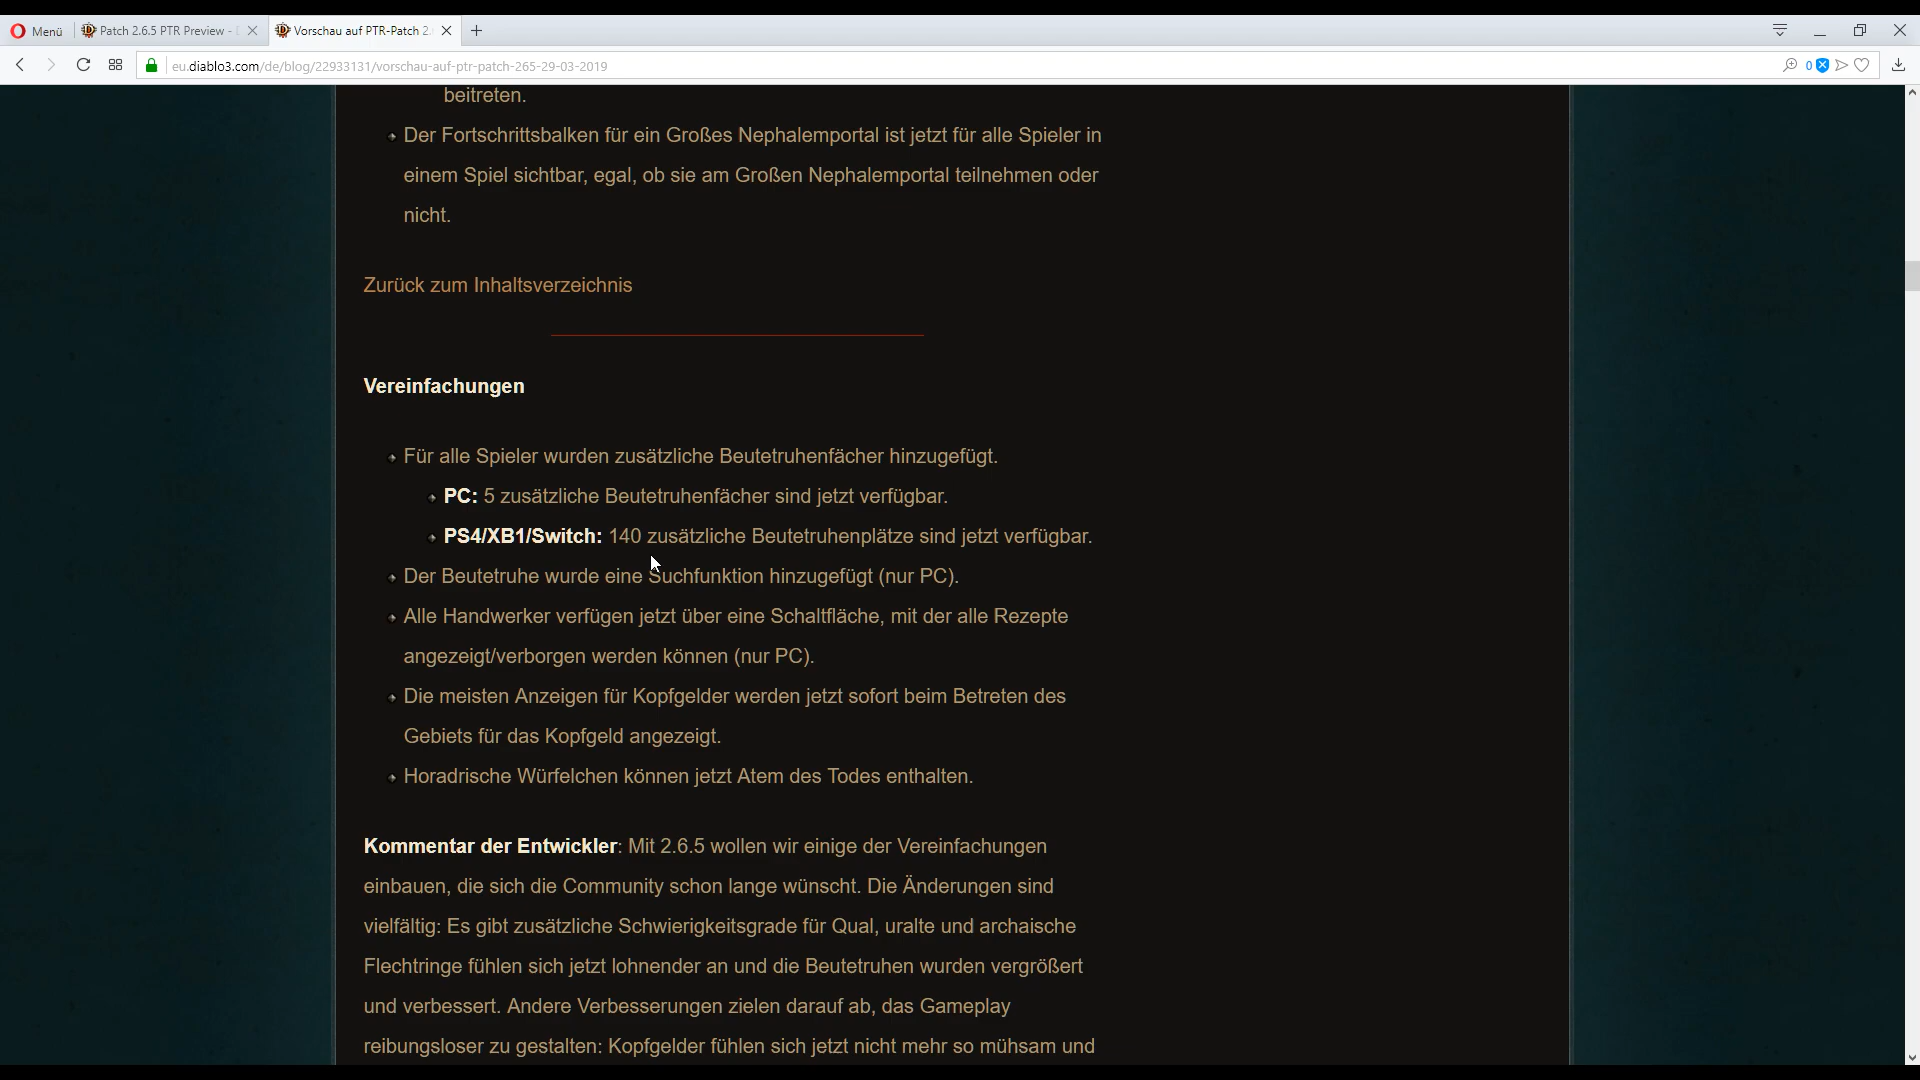 Menü
Patch 2.6.5 PTR Preview -
Vorschau auf PTR-Patch 2.
eu.diablo3.com/de/blog/22933131/vorschau-auf-ptr-patch-265-29-03-2019
0
beitreten.
Der Fortschrittsbalken für ein Großes Nephalemportal ist jetzt für alle Spieler in
einem Spiel sichtbar, egal, ob sie am Großen Nephalemportal teilnehmen oder
nicht.
Zurück zum Inhaltsverzeichnis
Vereinfachungen
Für alle Spieler wurden zusätzliche Beutetruhenfächer hinzugefügt.
PC: 5 zusätzliche Beutetruhenfächer sind jetzt verfügbar.
PS4/XB1/Switch: 140 zusätzliche Beutetruhenplätze sind jetzt verfügbar.
Der Beutetruhe wurde eine Suchfunktion hinzugefügt (nur PC).
Alle Handwerker verfügen jetzt über eine Schaltfläche, mit der alle Rezepte
angezeigt/verborgen werden können (nur PC).
Die meisten Anzeigen für Kopfgelder werden jetzt sofort beim Betreten des
Gebiets für das Kopfgeld angezeigt.
Horadrische Würfelchen können jetzt Atem des Todes enthalten.
Kommentar der Entwickler: Mit 2.6.5 wollen wir einige der Vereinfachungen
einbauen, die sich die Community schon lange wünscht. Die Änderungen sind
vielfältig: Es gibt zusätzliche Schwierigkeitsgrade für Qual, uralte und archaische
Flechtringe fühlen sich jetzt lohnender an und die Beutetruhen wurden vergrößert
und verbessert. Andere Verbesserungen zielen darauf ab, das Gameplay
reibungsloser zu gestalten: Kopfgelder fühlen sich jetzt nicht mehr so mühsam und